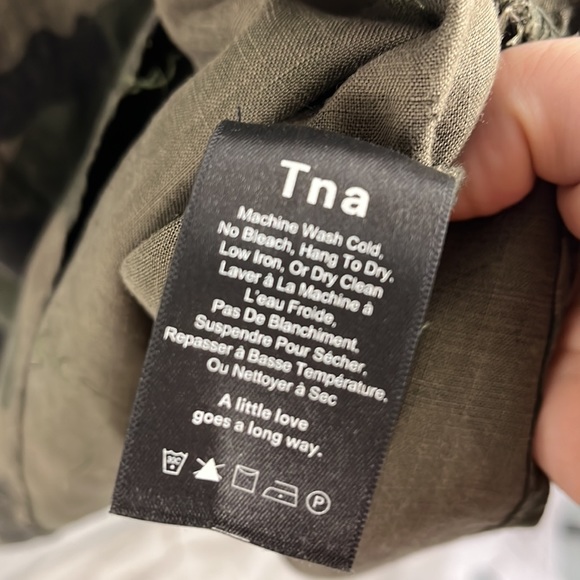 Tna
Machine Wash Cold,
No Bleach, Hang To Dry.
Low Iron, Or Dry Clean
Laver à La Machine à
L'eau Froide,
Pas De Blanchiment,
Suspendre Pour Sécher,
Repasser à Basse Température,
Ou Nettoyer à Sec
A little love
goes a long way.
30C
P